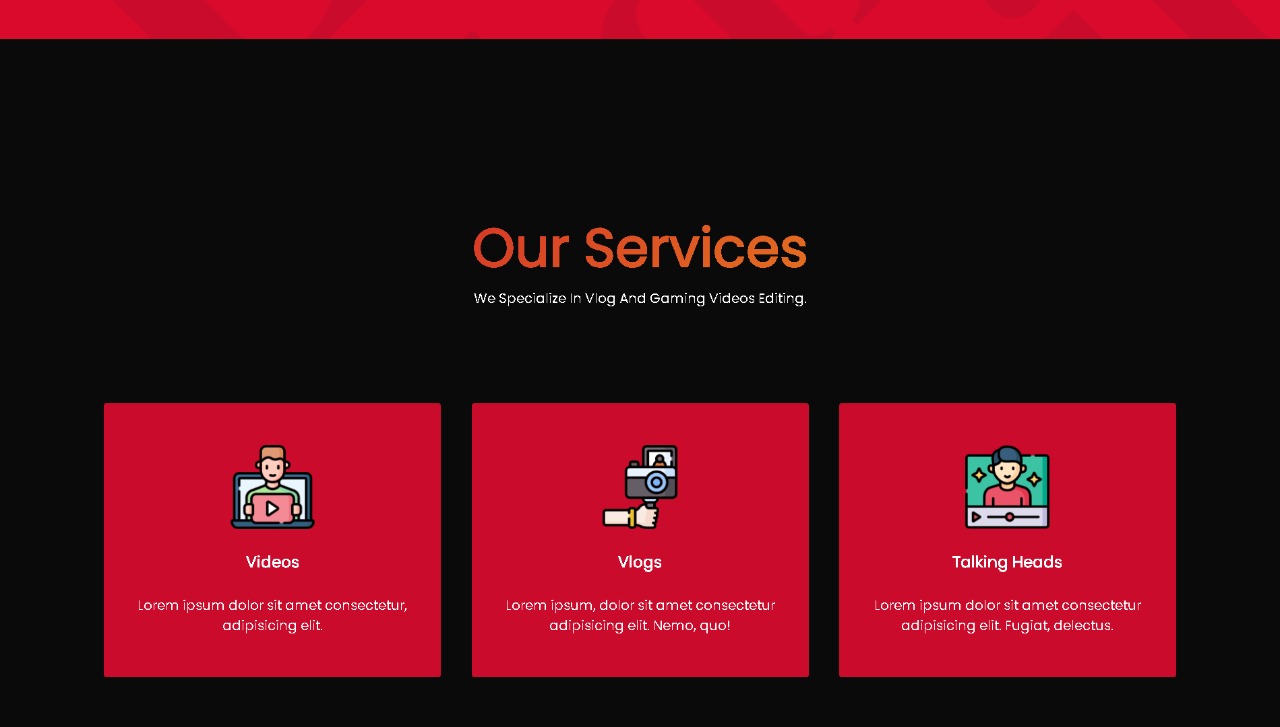 Our Services
We Specialize In Vlog And Gaming Videos Editing.
Videos
Lorem ipsum dolor sit amet consectetur,
adipisicing elit.
Vlogs
Lorem ipsum, dolor sit amet consectetur
adipisicing elit. Nemo, quo!
Talking Heads
Lorem ipsum dolor sit amet consectetur
adipisicing elit. Fugiat, delectus.